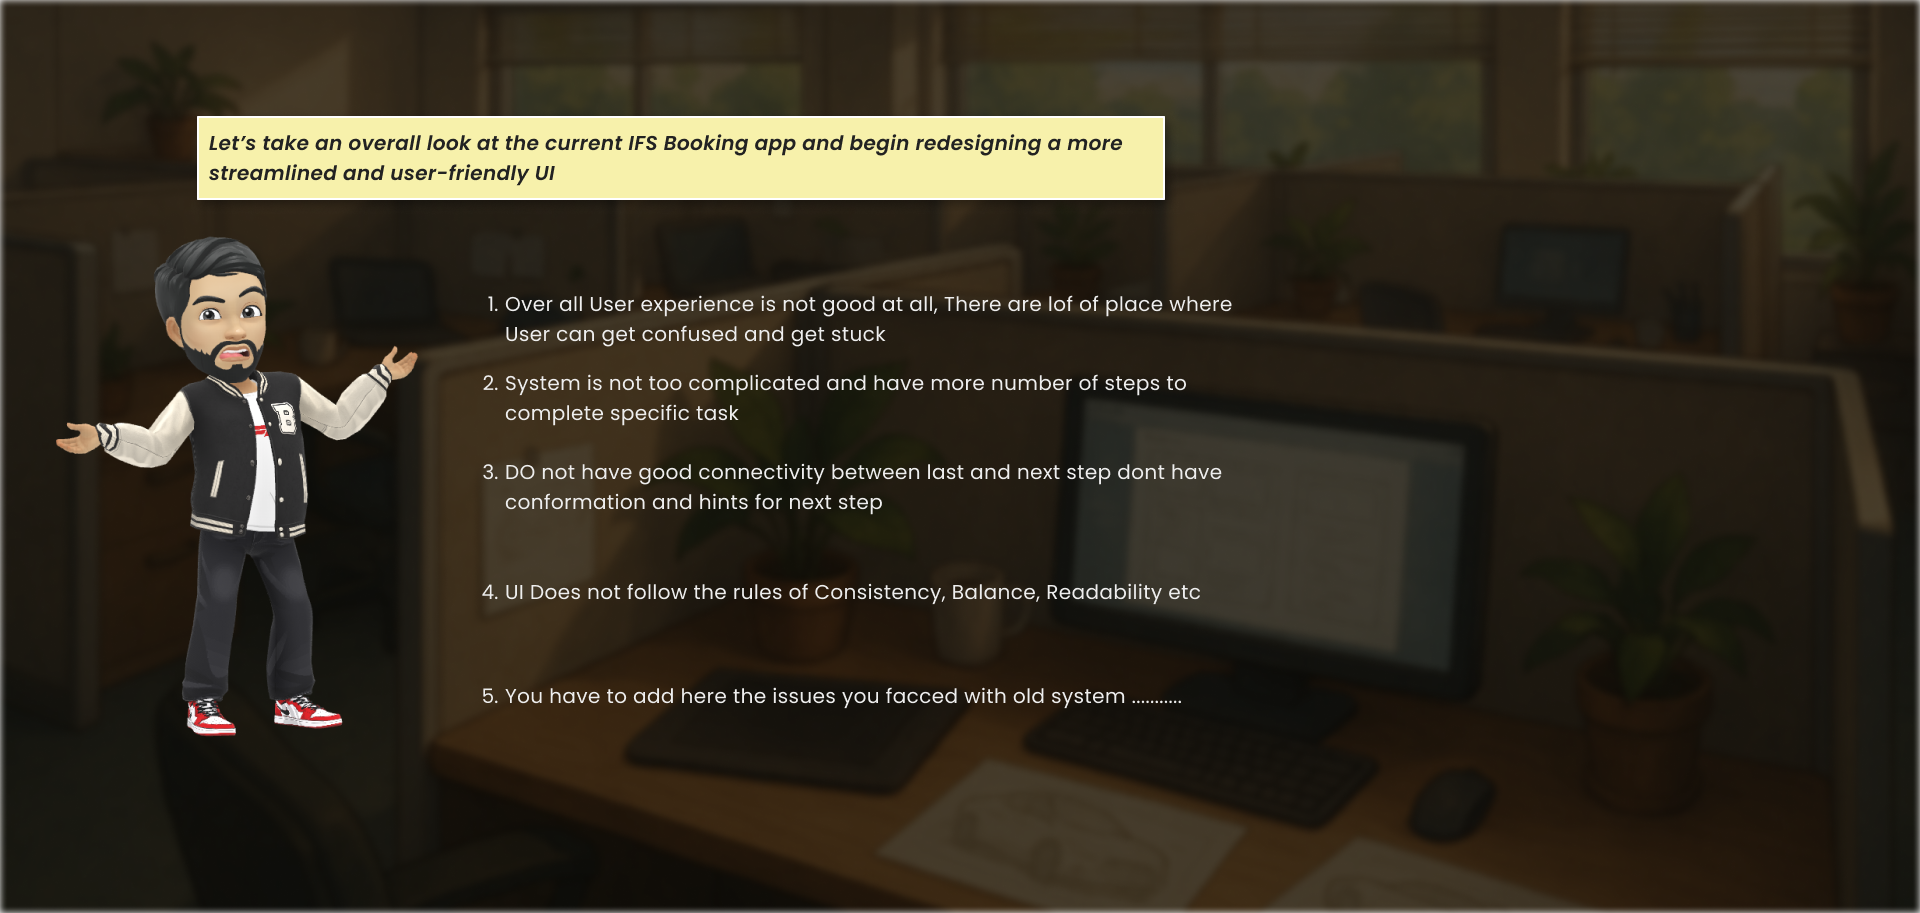 Let’s take an overall look at the current IFS Booking app and begin redesigning a more
streamlined and user-friendly UI
1. Over all User experience is not good at all, There are lof of place where
User can get confused and get stuck
2. System is not too complicated and have more number of steps to
complete specific task
3. DO not have good connectivity between last and next step dont have
conformation and hints for next step
4. UI Does not follow the rules of Consistency, Balance, Readability etc
5. You have to add here the issues you facced with old system ...........
B